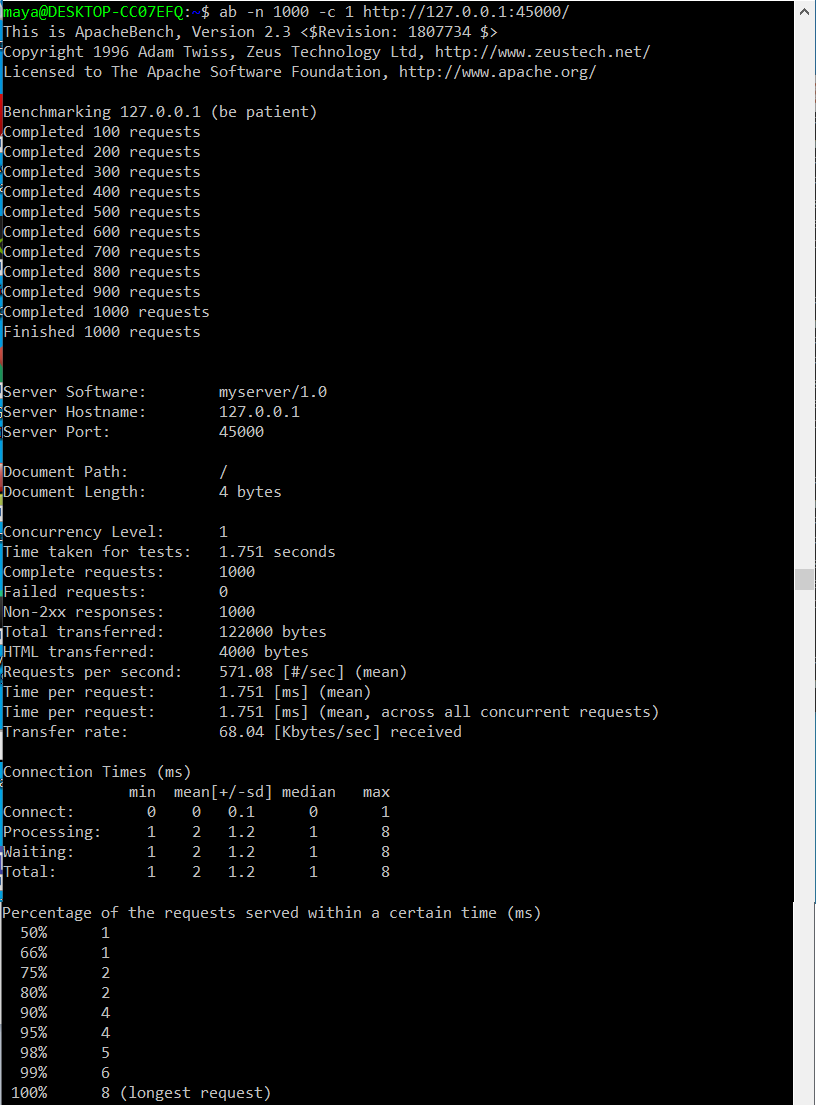 maya@DESKTOP-CC07EFQ:~$ ab -n 1000 -c 1 http://127.0.0.1:45000/
This is ApacheBench, Version 2.3 <$Revision: 1807734 $>
Copyright 1996 Adam Twiss, Zeus Technology Ltd, http://www.zeustech.net/
Licensed to The Apache Software Foundation, http://www.apache.org/

Benchmarking 127.0.0.1 (be patient)
Completed 100 requests
Completed 200 requests
Completed 300 requests
Completed 400 requests
Completed 500 requests
Completed 600 requests
Completed 700 requests
Completed 800 requests
Completed 900 requests
Completed 1000 requests
Finished 1000 requests

Server Software:        myserver/1.0
Server Hostname:        127.0.0.1
Server Port:            45000

Document Path:          /
Document Length:        4 bytes

Concurrency Level:      1
Time taken for tests:   1.751 seconds
Complete requests:      1000
Failed requests:        0
Non-2xx responses:      1000
Total transferred:      122000 bytes
HTML transferred:       4000 bytes
Requests per second:    571.08 [#/sec] (mean)
Time per request:       1.751 [ms] (mean)
Time per request:       1.751 [ms] (mean, across all concurrent requests)
Transfer rate:          68.04 [Kbytes/sec] received

Connection Times (ms)
              min  mean[+/-sd] median   max
Connect:        0    0   0.1      0       1
Processing:     1    2   1.2      1       8
Waiting:        1    2   1.2      1       8
Total:          1    2   1.2      1       8

Percentage of the requests served within a certain time (ms)
  50%      1
  66%      1
  75%      2
  80%      2
  90%      4
  95%      4
  98%      5
  99%      6
 100%      8 (longest request)